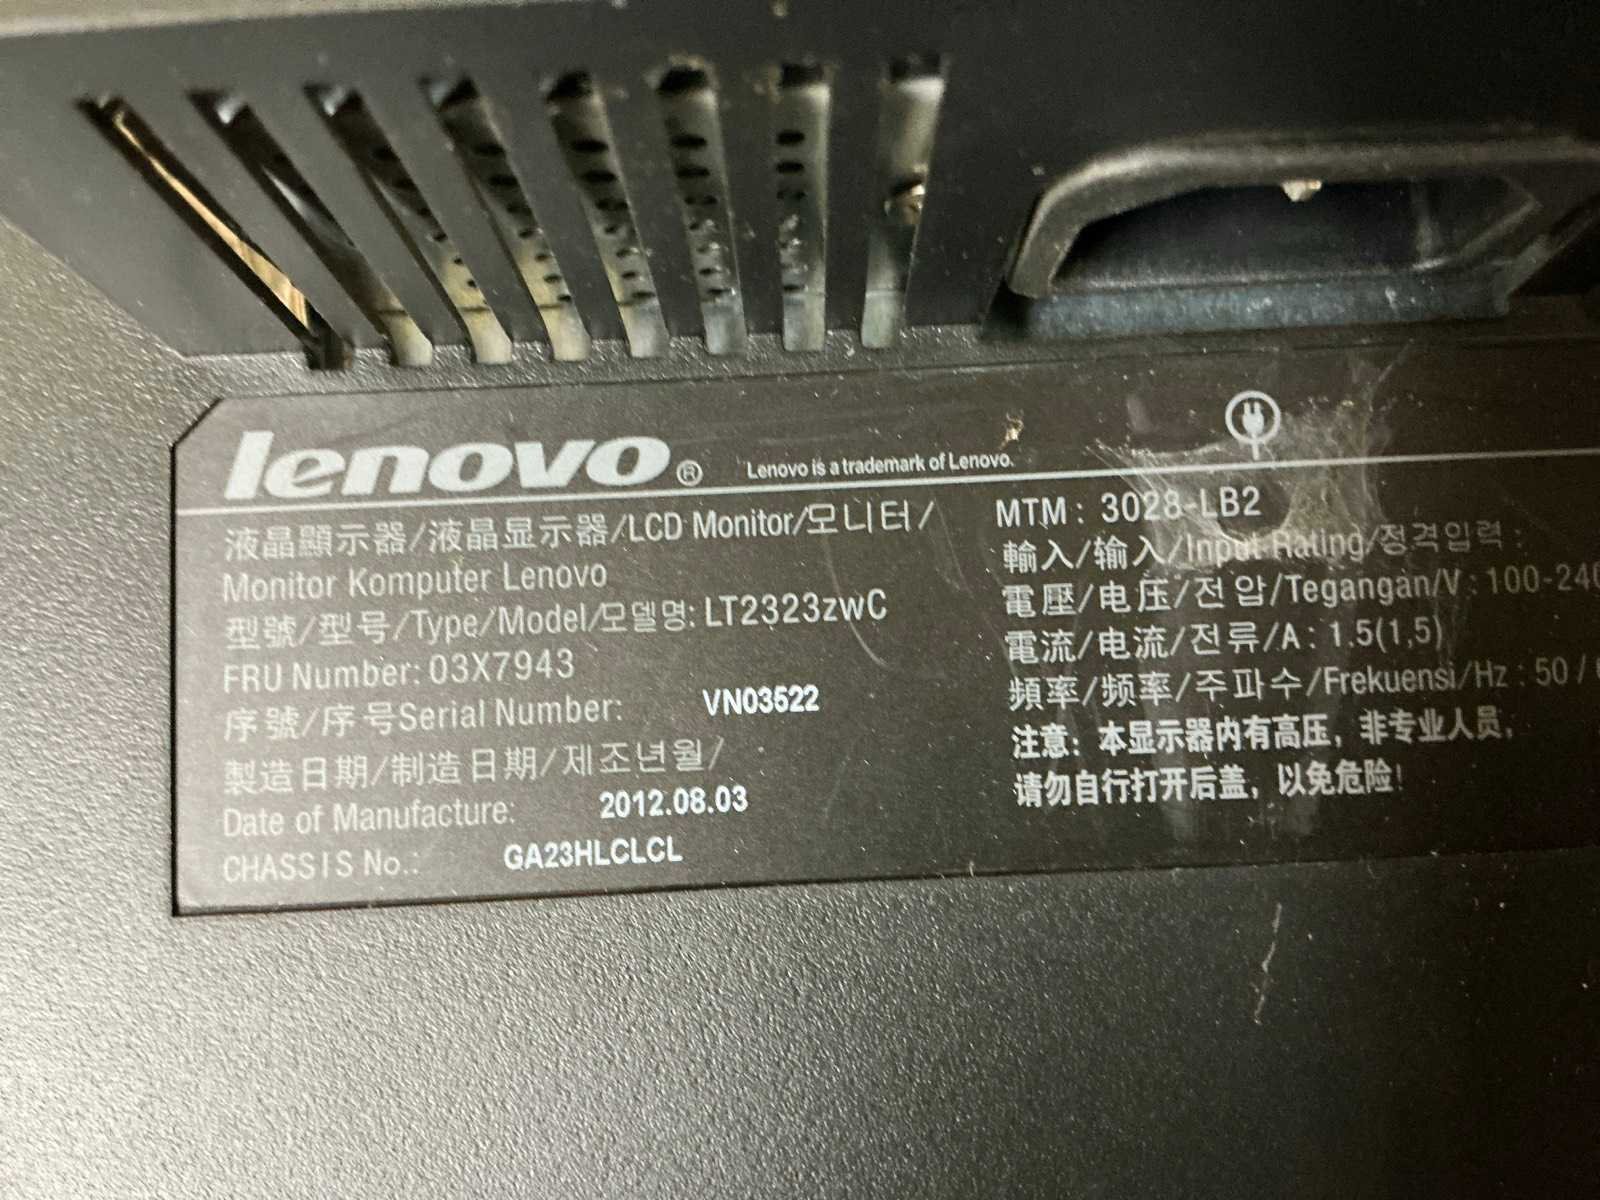 lenovo® Lenovo is a trademark of Lenovo.
液晶顯示器/液晶显示器/LCD Monitor/모니터/
Monitor Komputer Lenovo
型號/型号/Type/Model/모델명: LT2323zwC
FRU Number: 03X7943
序號/序号Serial Number: VN03522
製造日期/制造日期/제조년월/
Date of Manufacture: 2012.08.03
CHASSIS No.: GA23HLCLCL
MTM: 3028-LB2
輸入/输入/Input Rating/정격입력:
電壓/电压/전압/Tegangan/V: 100-240
電流/电流/전류/A: 1.5(1,5)
頻率/频率/주파수/Frekuensi/Hz: 50 /
注意: 本显示器内有高压, 非专业人员,
请勿自行打开后盖, 以免危险!